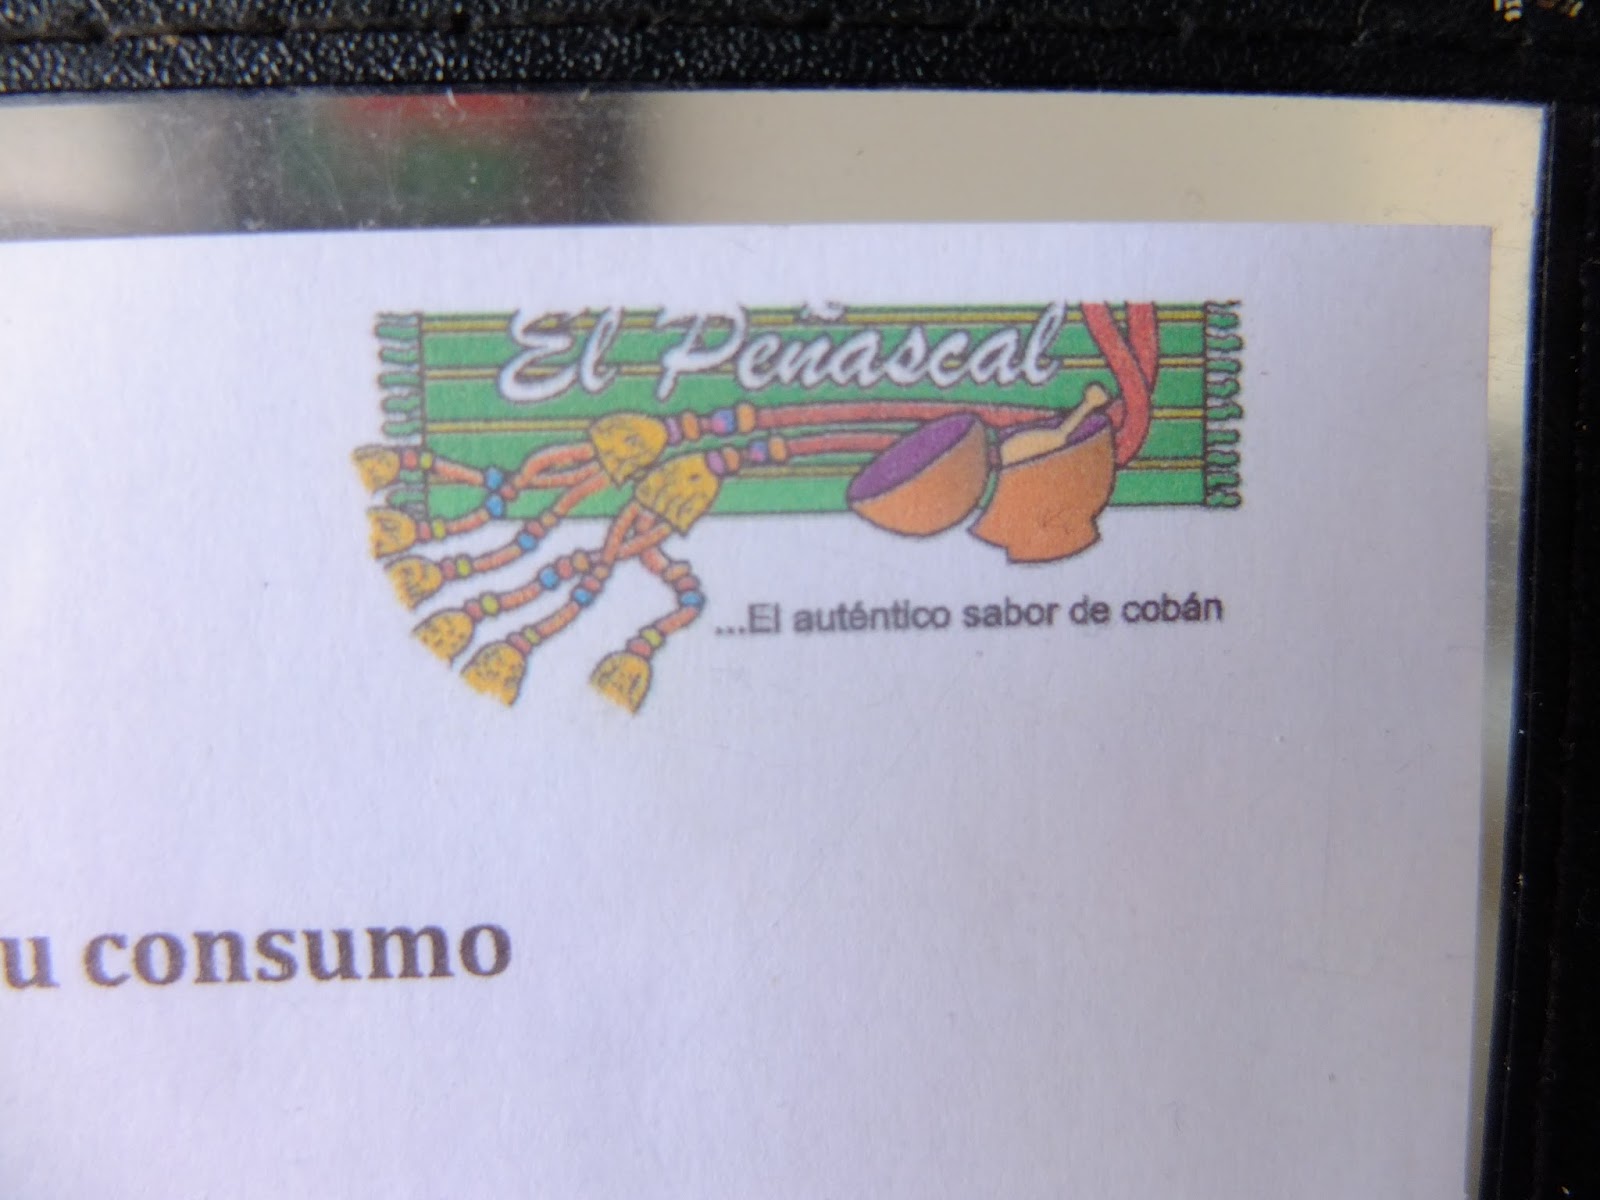 El Peñascal
...El auténtico sabor de cobán
u consumo